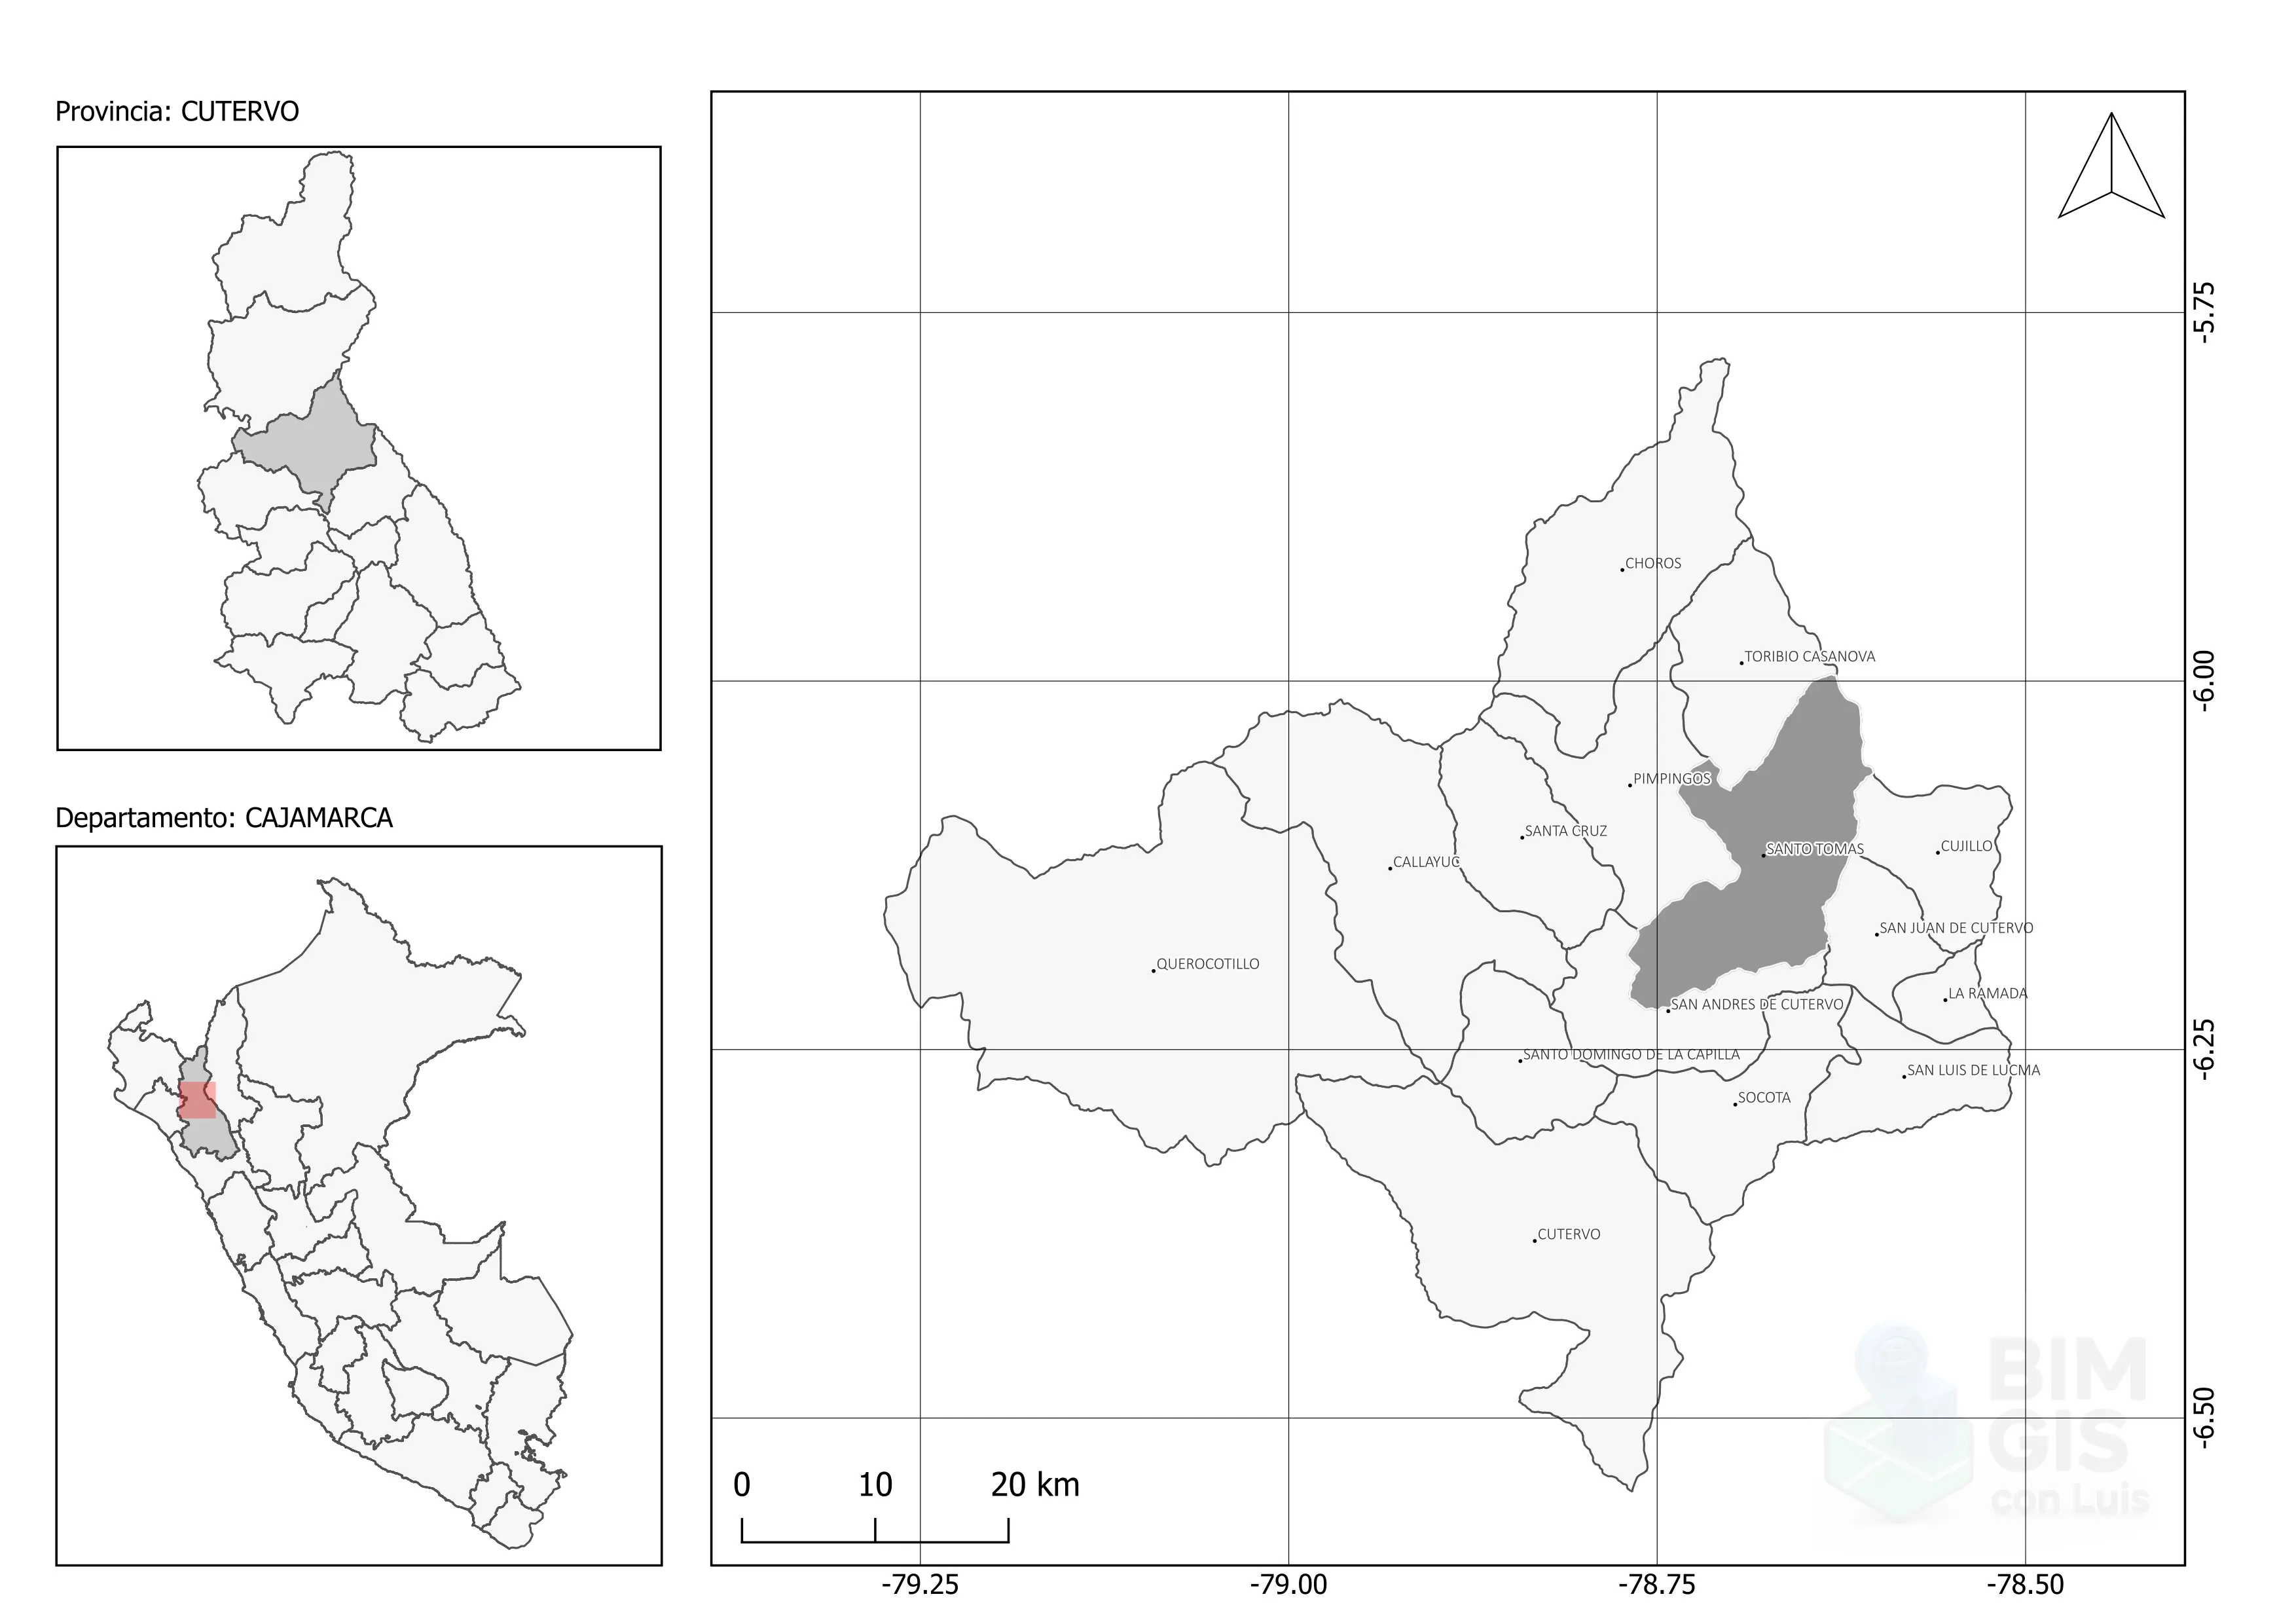 Provincia: CUTERVO
Departamento: CAJAMARCA
CHOROS
TORIBIO CASANOVA
PIMPINGOS
SANTA CRUZ
SANTO TOMAS
CUJILLO
CALLAYUC
SAN JUAN DE CUTERVO
QUEROCOTILLO
LA RAMADA
SAN ANDRES DE CUTERVO
SANTO DOMINGO DE LA CAPILLA
SAN LUIS DE LUCMA
SOCOTA
CUTERVO
-5.75
-6.00
-6.25
-6.50
0 10 20 km
-79.25 -79.00 -78.75 -78.50
BIM
GIS
con Luis